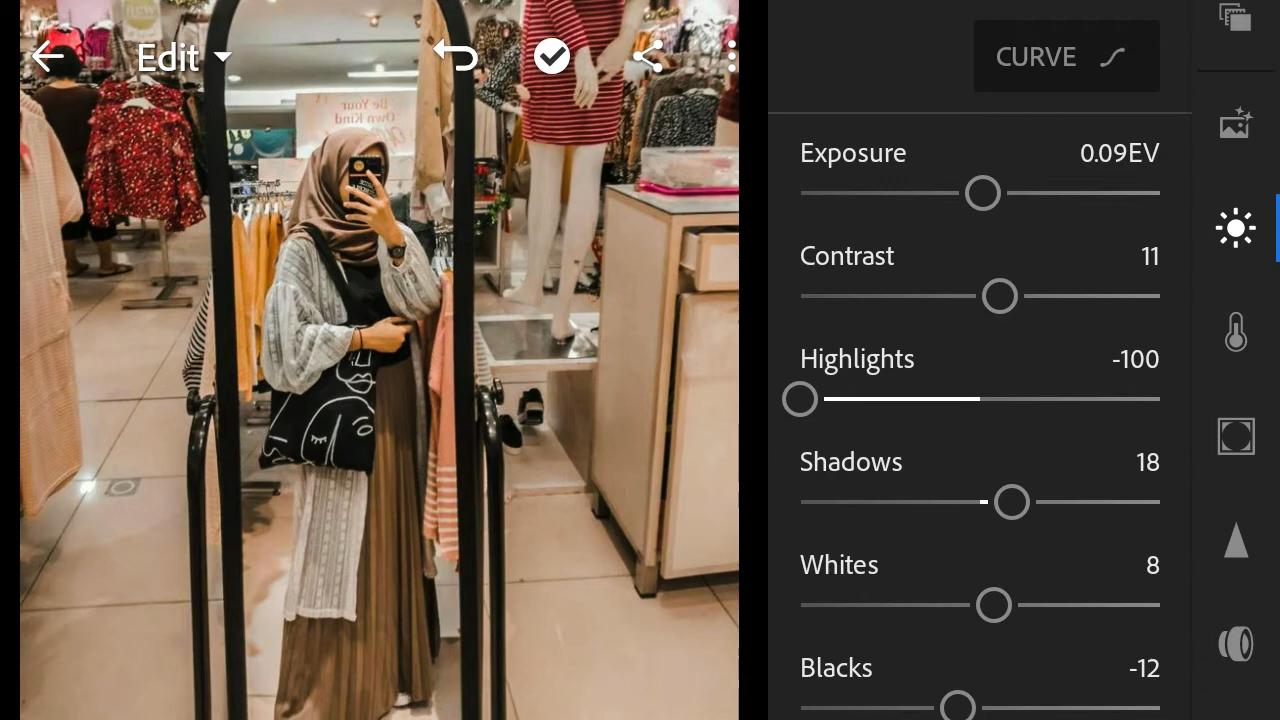 Edit
CURVE
Be Your
Own Kind
Exposure 0.09EV
Contrast 11
Highlights -100
Shadows 18
Whites 8
Blacks -12